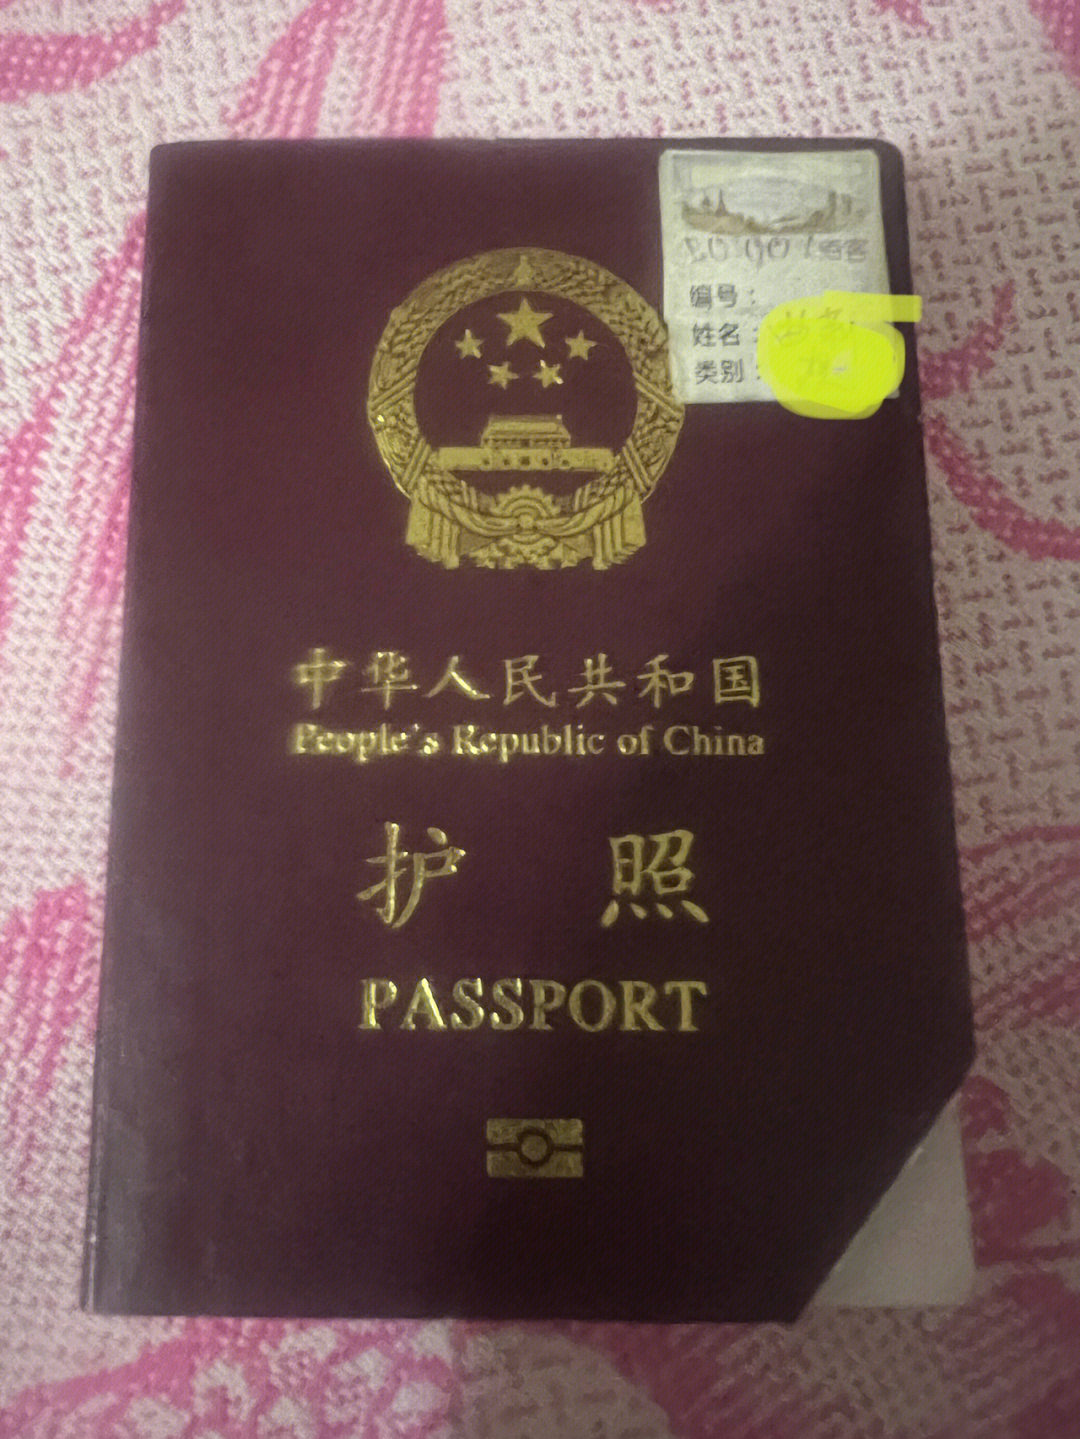 编号：
姓名：
类别：
中华人民共和国
People's Republic of China
护照
PASSPORT